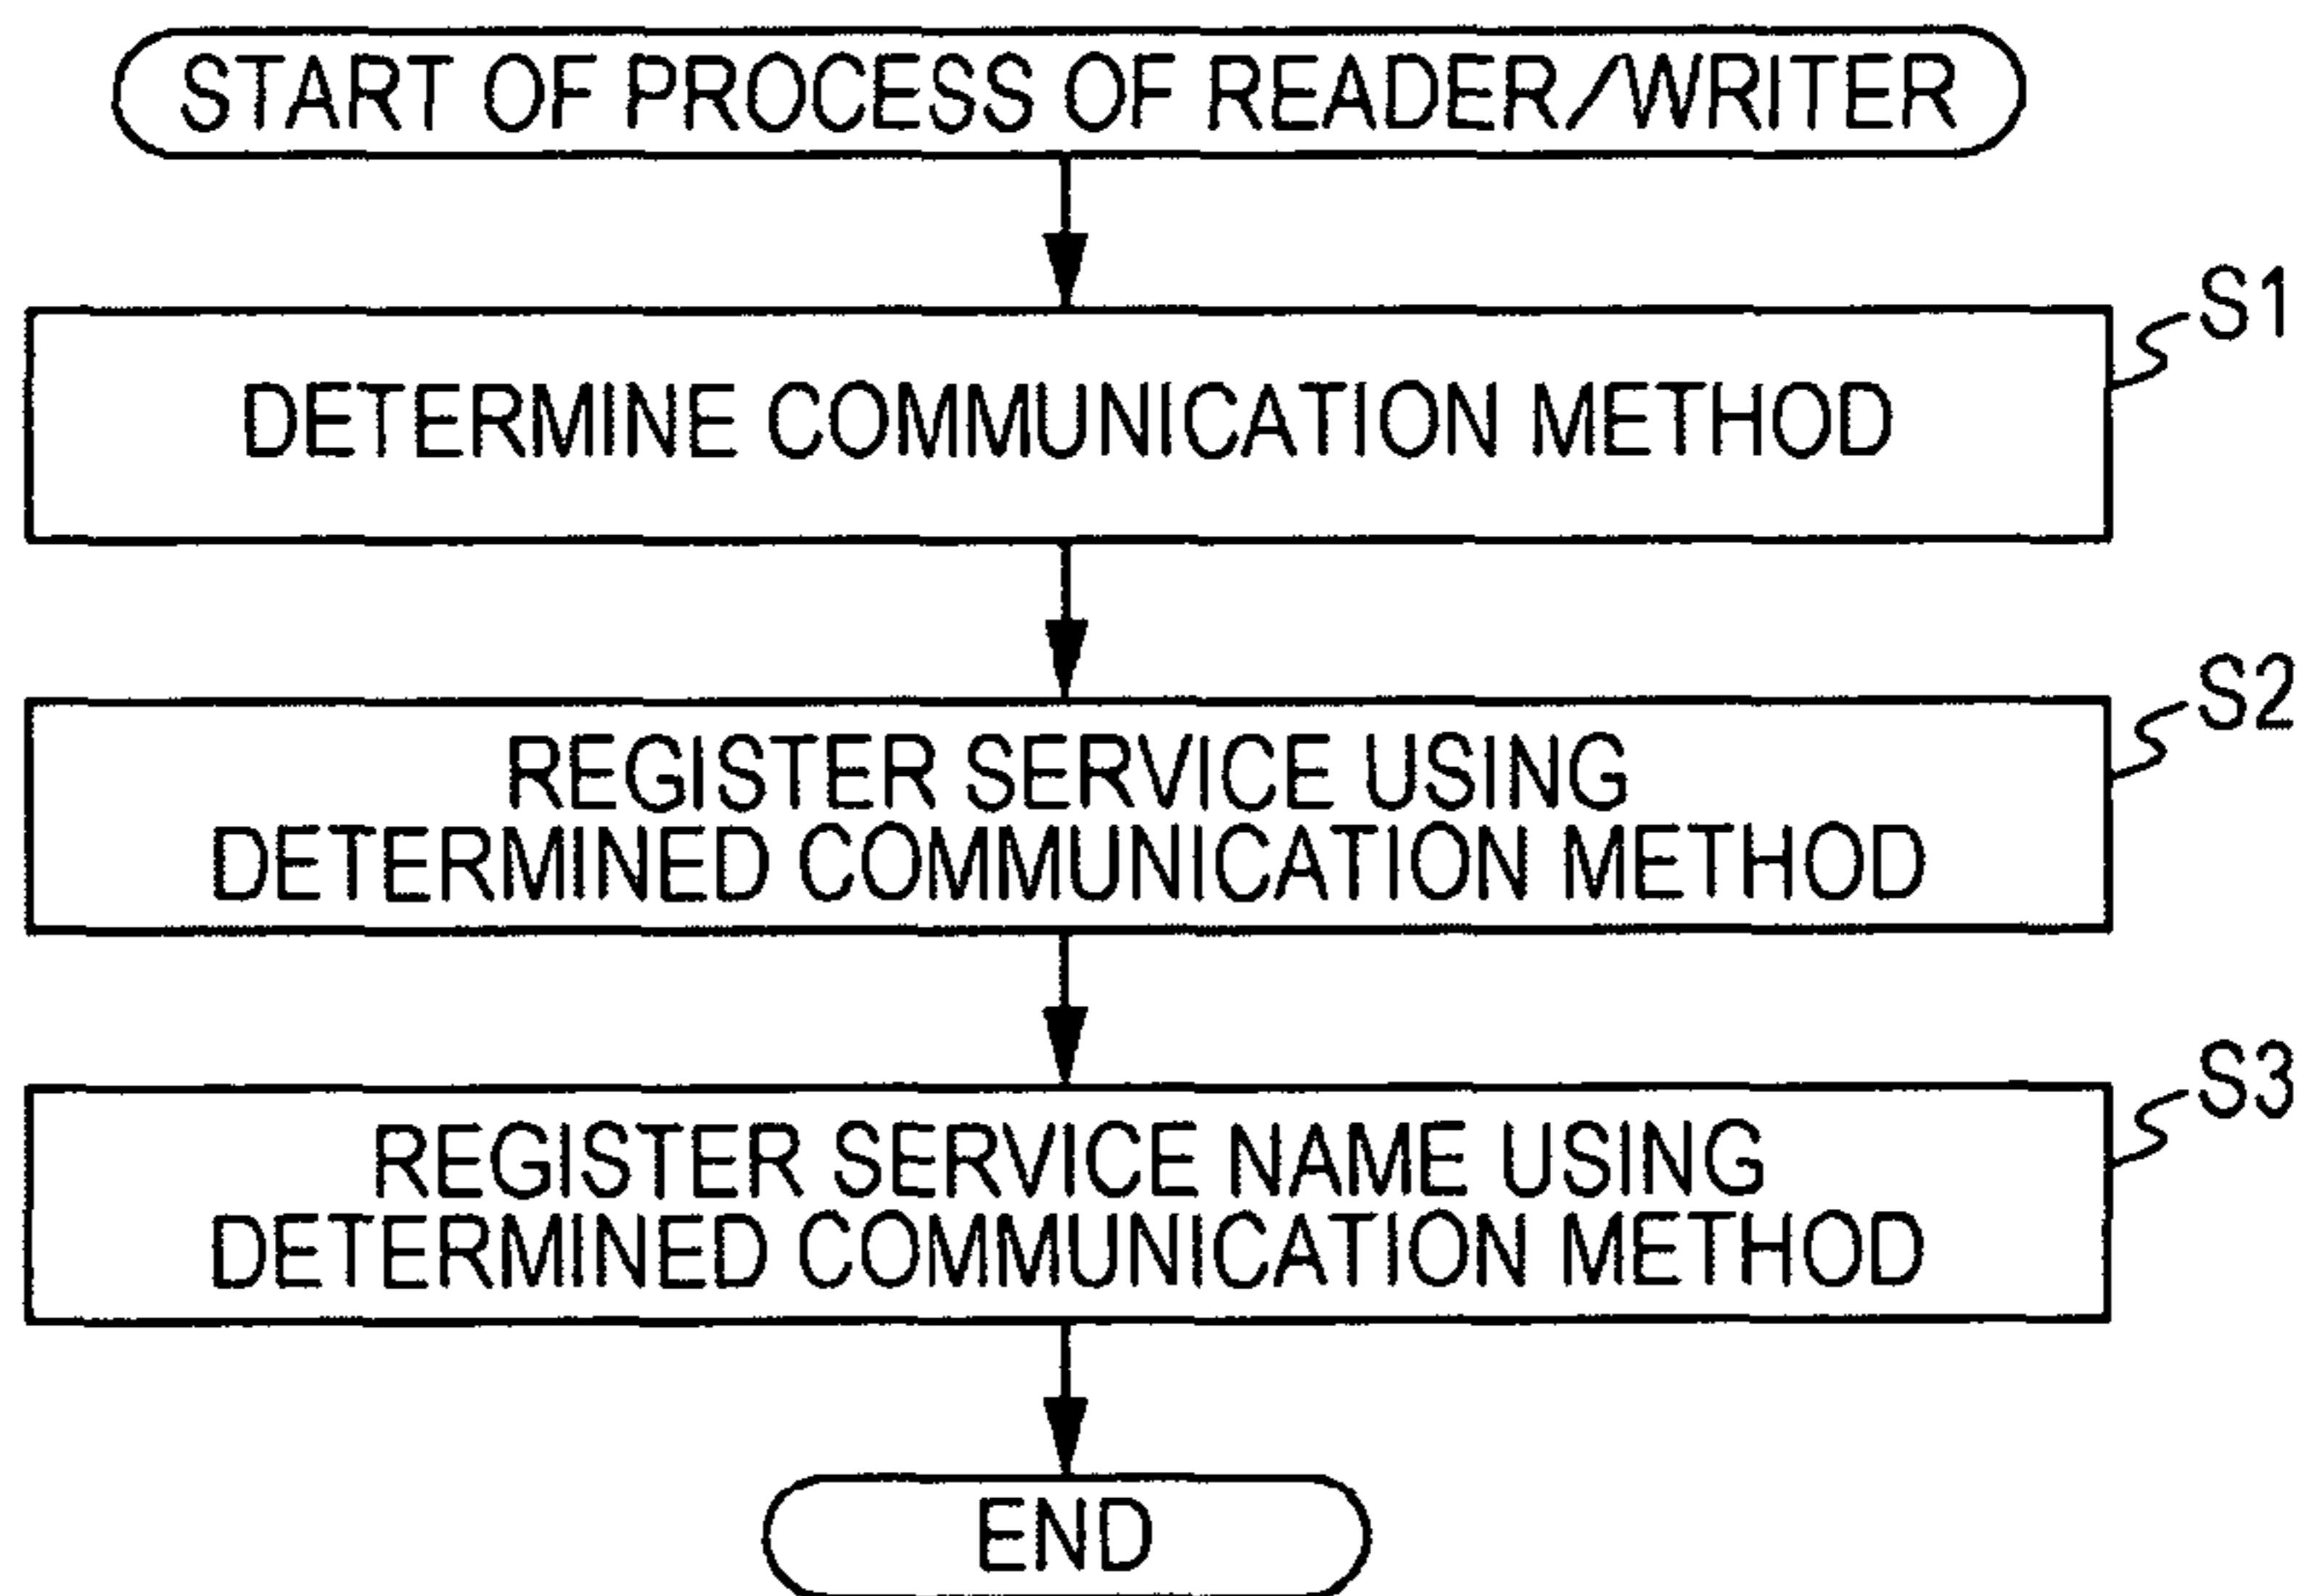 START OF PROCESS OF READER/WRITER
S1
DETERMINE COMMUNICATION METHOD
S2
REGISTER SERVICE USING
DETERMINED COMMUNICATION METHOD
S3
REGISTER SERVICE NAME USING
DETERMINED COMMUNICATION METHOD
END